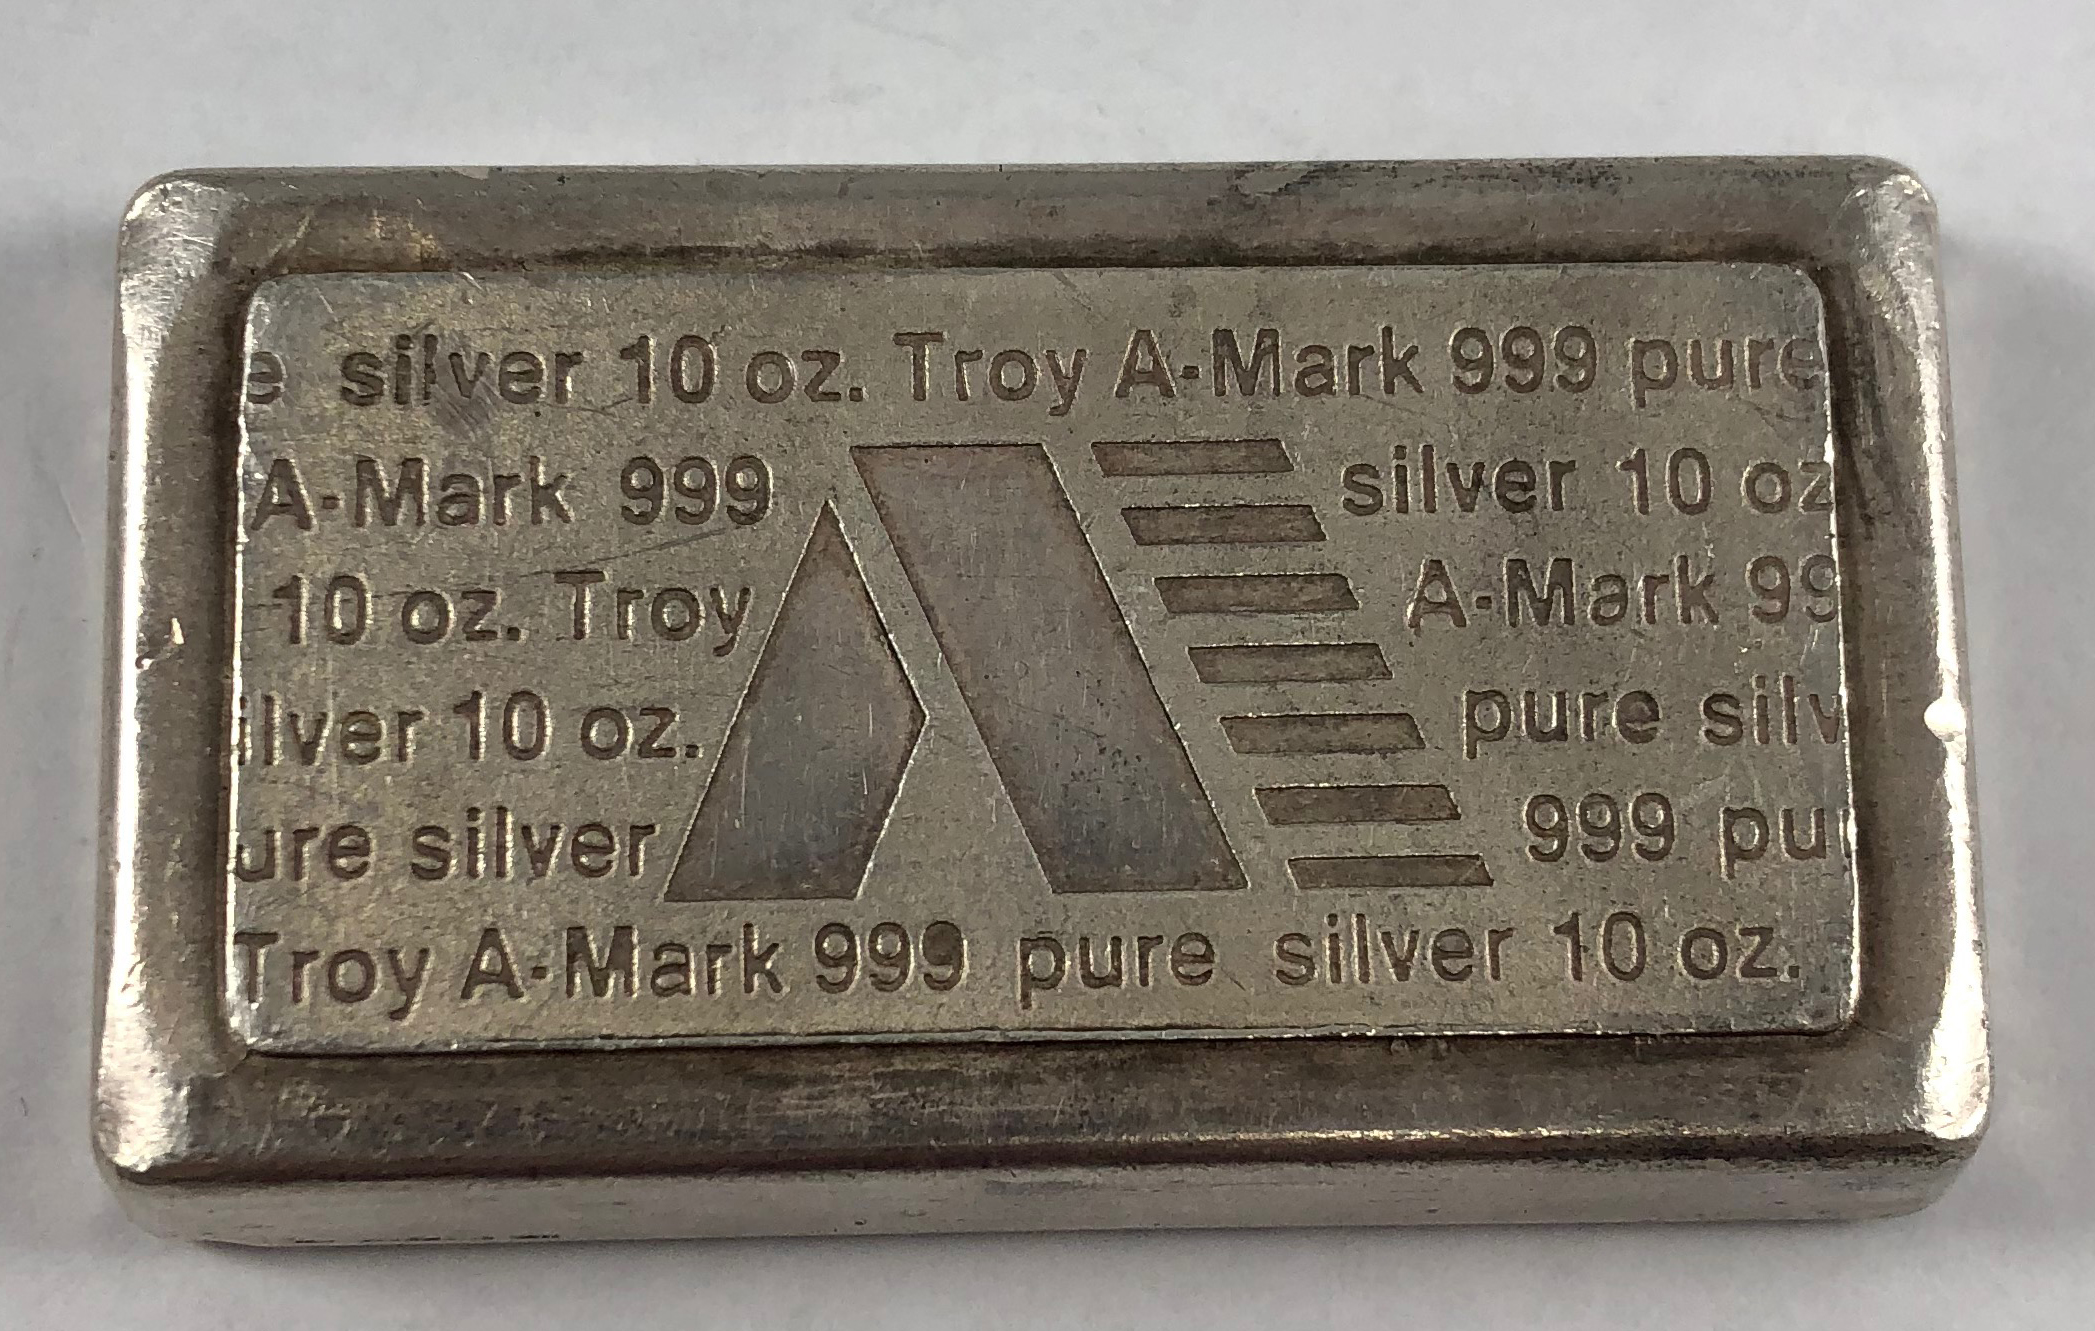 e silver 10 oz. Troy A-Mark 999 pure
A-Mark 999 silver 10 oz
10 oz. Troy A-Mark 99
ilver 10 oz. pure silv
ure silver 999 pu
Troy A-Mark 999 pure silver 10 oz.